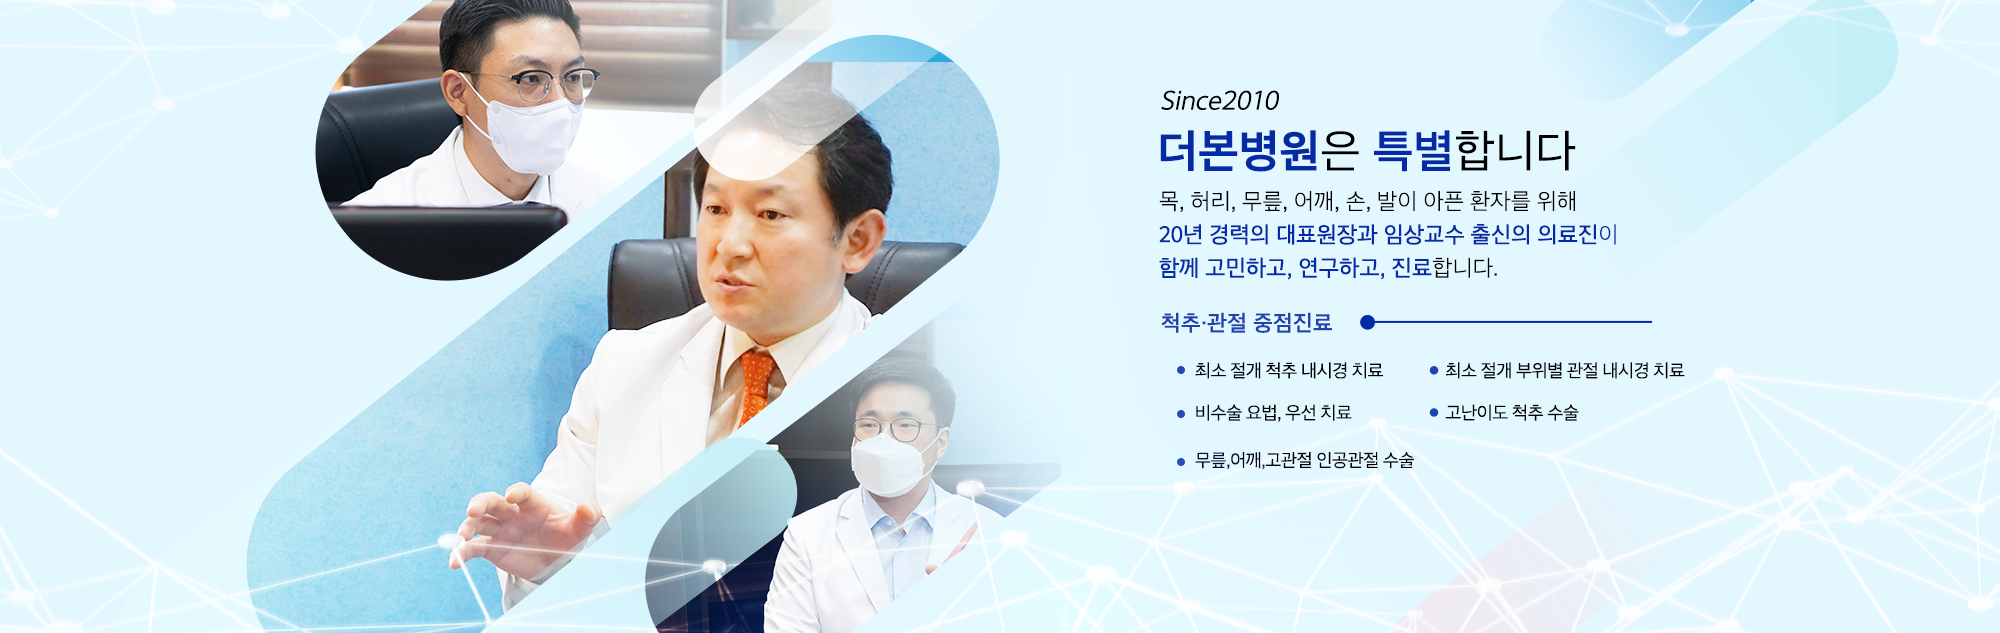 Since2010
더본병원은 특별합니다
목, 허리, 무릎, 어깨, 손, 발이 아픈 환자를 위해
20년 경력의 대표원장과 임상교수 출신의 의료진이
함께 고민하고, 연구하고, 진료합니다.
척추·관절 중점진료
• 최소 절개 척추 내시경 치료
• 최소 절개 부위별 관절 내시경 치료
• 비수술 요법, 우선 치료
• 고난이도 척추 수술
• 무릎,어깨,고관절 인공관절 수술